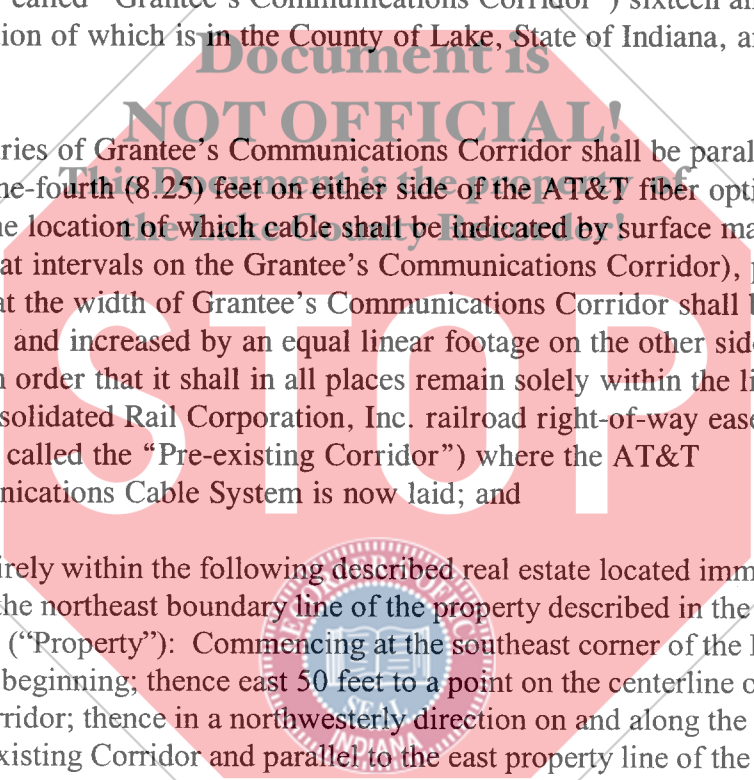 called "Grantee's Communications Corridor") sixteen an
ion of which is in the County of Lake, State of Indiana, a
Document is
NOT OFFICIAL!
ries of Grantee's Communications Corridor shall be paral
This Document is the property of
ne-fourth (8.25) feet on either side of the AT&T fiber opti
the Lake County Recorder!
ne location of which cable shall be indicated by surface ma
at intervals on the Grantee's Communications Corridor), p
at the width of Grantee's Communications Corridor shall b
and increased by an equal linear footage on the other sid
n order that it shall in all places remain solely within the li
STOP
solidated Rail Corporation, Inc. railroad right-of-way ease
called the "Pre-existing Corridor") where the AT&T
nications Cable System is now laid; and
irely within the following described real estate located imm
the northeast boundary line of the property described in the
("Property"): Commencing at the southeast corner of the
beginning; thence east 50 feet to a point on the centerline o
rridor; thence in a northwesterly direction on and along the
SEAL
INDIANA
xisting Corridor and parallel to the east property line of the